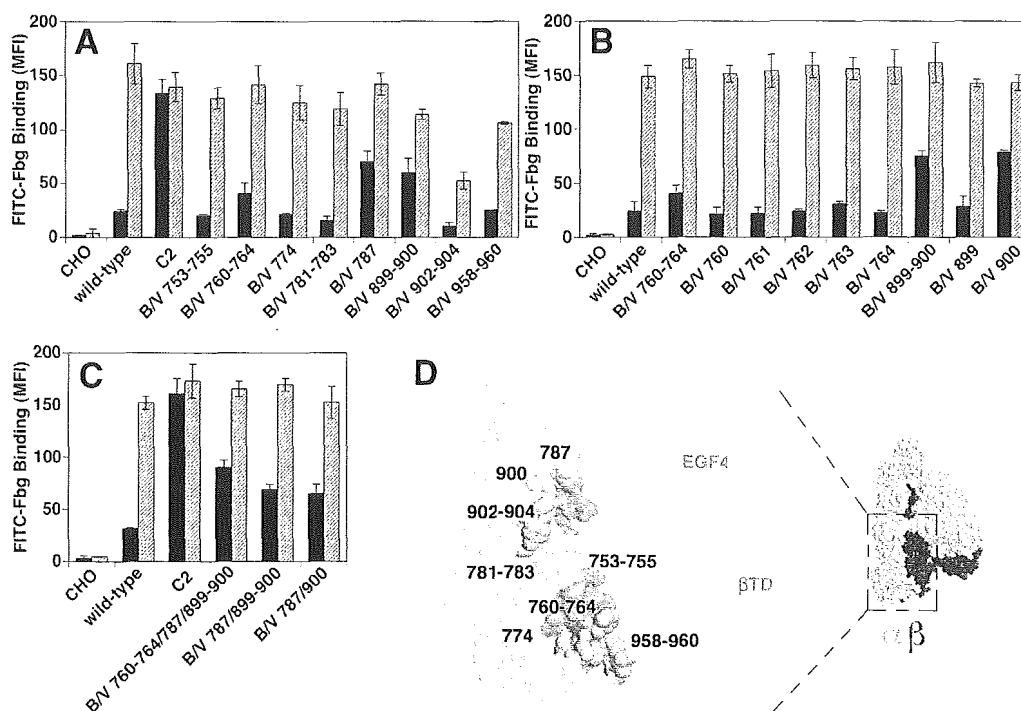 A
FITC-Fbg Binding (MFI)
200
150
100
50
0
CHO
wild-type
C2
B/V 753-755
B/V 760-764
B/V 774
B/V 781-783
B/V 787
B/V 899-900
B/V 902-904
B/V 958-960
B
FITC-Fbg Binding (MFI)
200
150
100
50
0
CHO
wild-type
B/V 760-764
B/V 760
B/V 761
B/V 762
B/V 763
B/V 764
B/V 899-900
B/V 899
B/V 900
C
FITC-Fbg Binding (MFI)
200
150
100
50
0
CHO
wild-type
C2
B/V 760-764/787/899-900
B/V 787/899-900
B/V 787/900
D
787
900
902-904
781-783
753-755
760-764
774
958-960
EGF4
βTD
α β